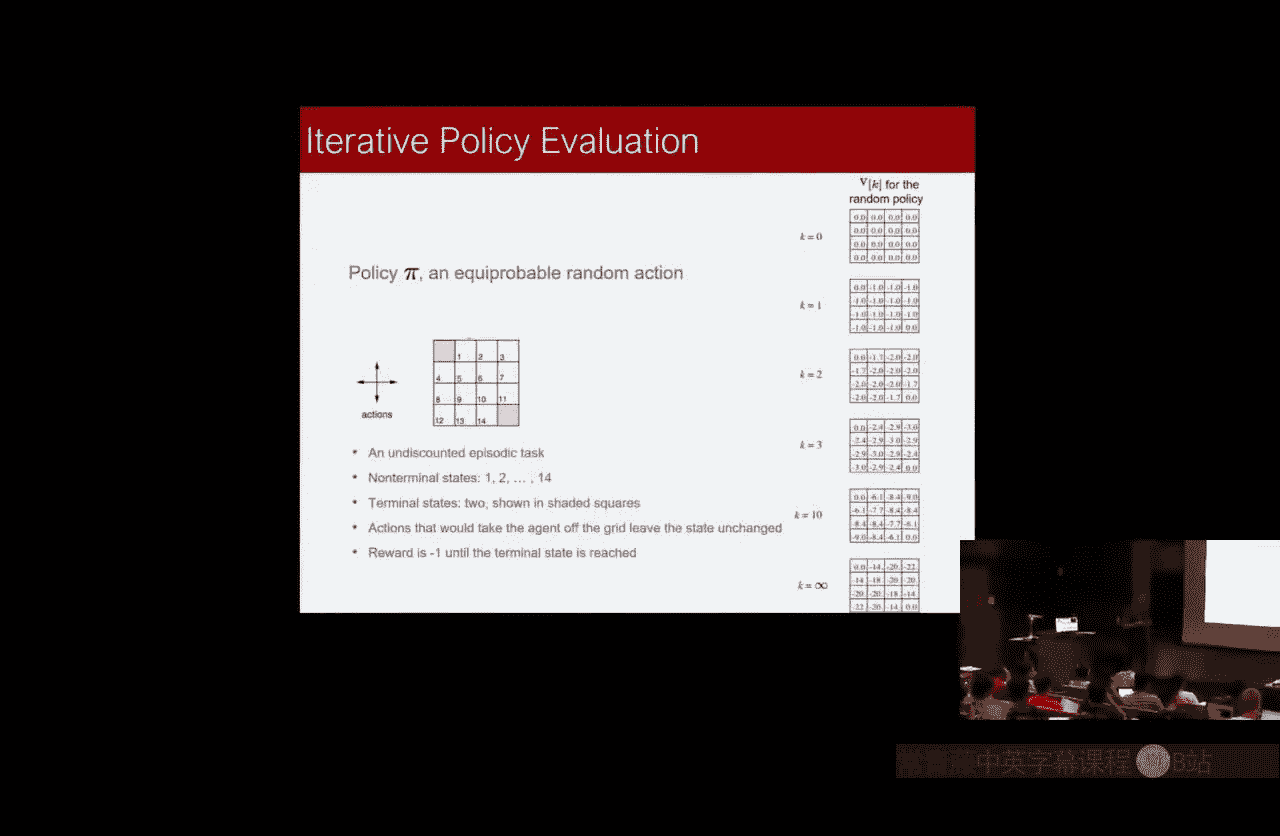 Iterative Policy Evaluation
V[k] for the
random policy
Policy π, an equiprobable random action
actions
1 2 3
4 5 6 7
8 9 10 11
12 13 14
• An undiscounted episodic task
• Nonterminal states: 1, 2, … , 14
• Terminal states: two, shown in shaded squares
• Actions that would take the agent off the grid leave the state unchanged
• Reward is -1 until the terminal state is reached
k = 0
0.0 0.0 0.0 0.0
0.0 0.0 0.0 0.0
0.0 0.0 0.0 0.0
0.0 0.0 0.0 0.0
k = 1
0.0 -1.0 -1.0 -1.0
-1.0 -1.0 -1.0 -1.0
-1.0 -1.0 -1.0 -1.0
-1.0 -1.0 -1.0 0.0
k = 2
0.0 -1.7 -2.0 -2.0
-1.7 -2.0 -2.0 -2.0
-2.0 -2.0 -2.0 -1.7
-2.0 -2.0 -1.7 0.0
k = 3
0.0 -2.4 -2.9 -3.0
-2.4 -2.9 -3.0 -2.9
-2.9 -3.0 -2.9 -2.4
-3.0 -2.9 -2.4 0.0
k = 10
0.0 -6.1 -8.4 -9.0
-6.1 -7.7 -8.4 -8.4
-8.4 -8.4 -7.7 -6.1
-9.0 -8.4 -6.1 0.0
k = ∞
0.0 -14. -20. -22.
-14 -18 -20 -20
-20. -20. -18 -14
-22 -20 -14 0.0
中英字幕课程 B站